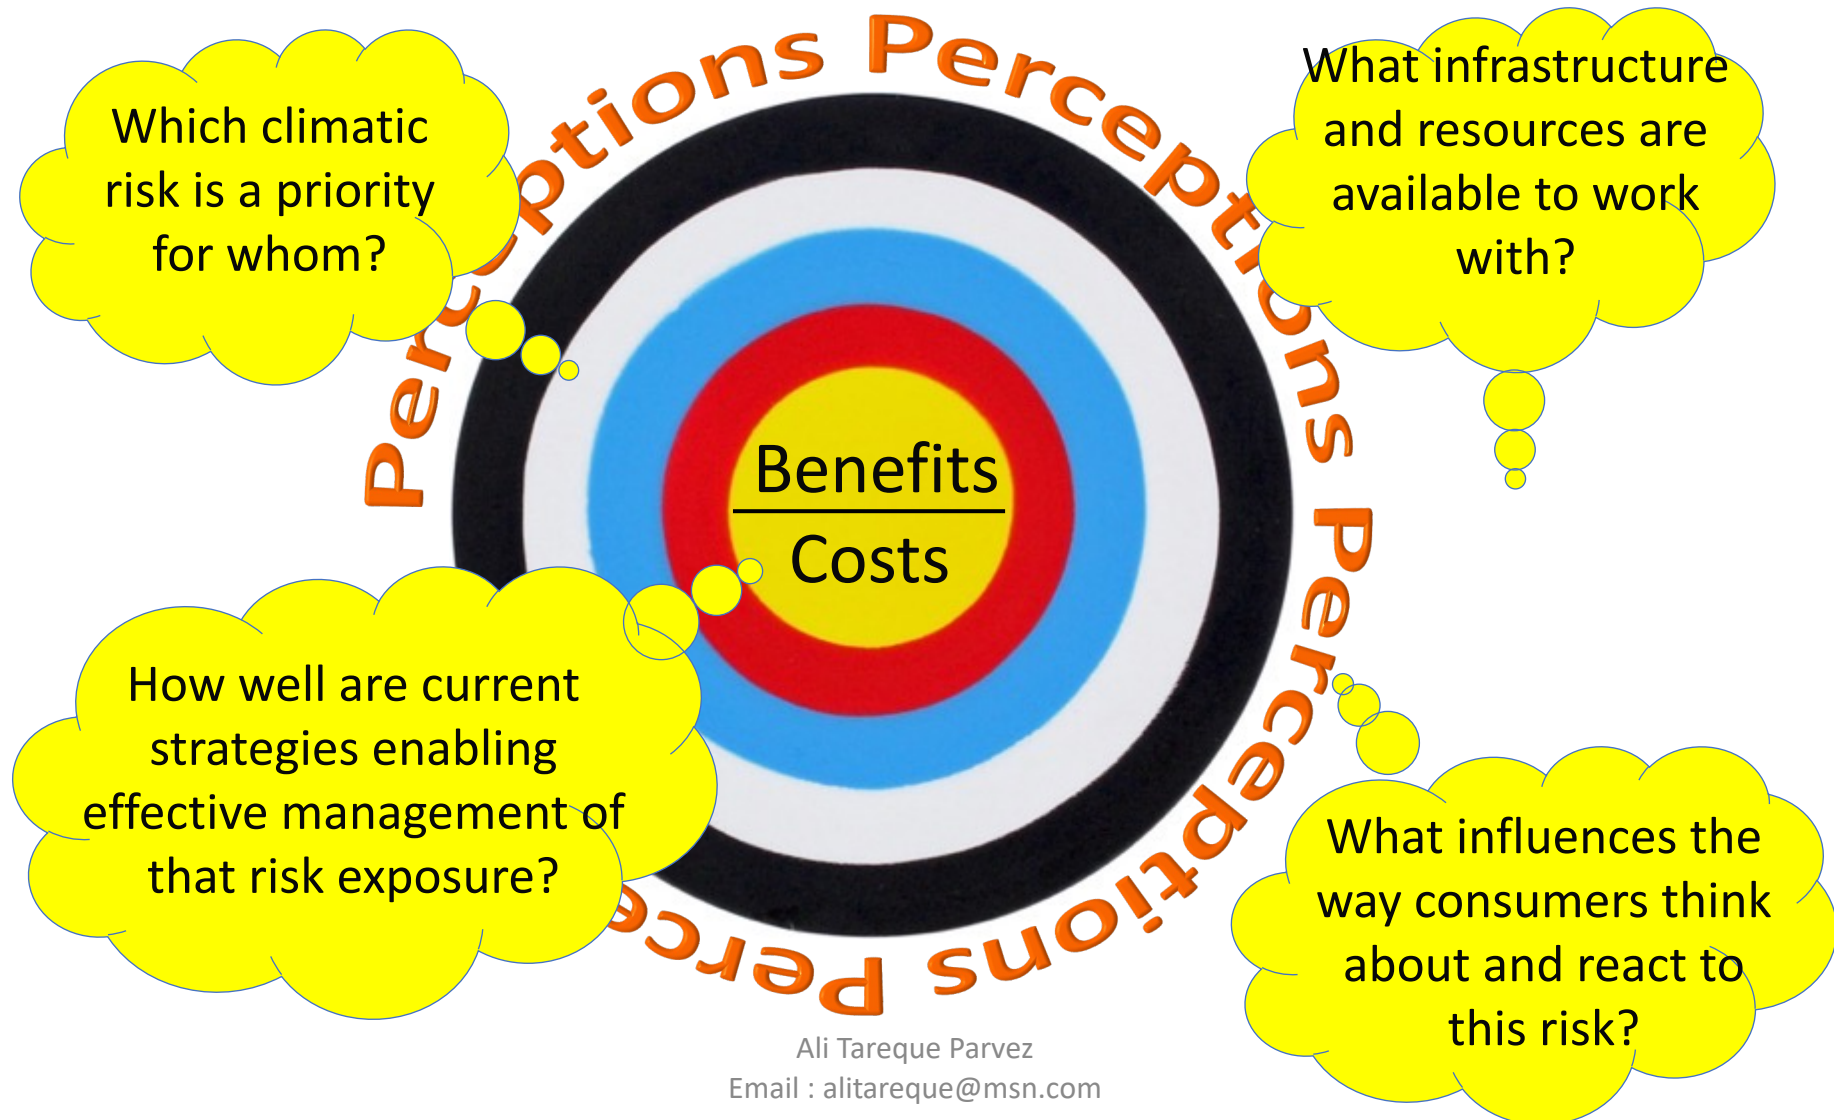 Perceptions Perceptions Perceptions Perce
Which climatic
risk is a priority
for whom?
What infrastructure
and resources are
available to work
with?
Benefits
Costs
How well are current
strategies enabling
effective management of
that risk exposure?
What influences the
way consumers think
about and react to
this risk?
Ali Tareque Parvez
Email : alitareque@msn.com